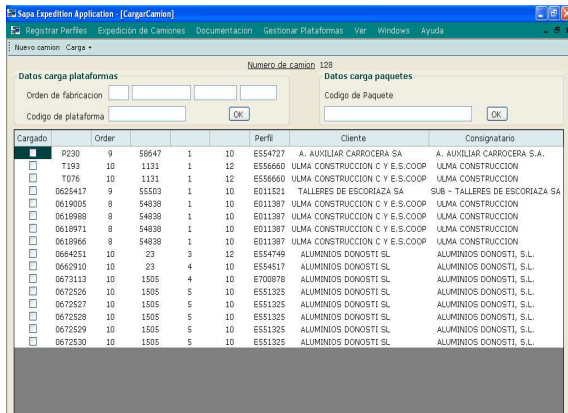 Sapa Expedition Application - [CargarCamion]
Registrar Perfiles Expedición de Camiones Documentacion Gestionar Plataformas Ver Windows Ayuda
Nuevo camion Carga
Numero de camion 128
Datos carga plataformas Datos carga paquetes
Orden de fabricacion Codigo de Paquete
Codigo de plataforma OK OK
Cargado Order Perfil Cliente Consignatario
P230 9 58647 1 10 E554727 A. AUXILIAR CARROCERA SA A. AUXILIAR CARROCERA S.A.
T193 10 1131 1 12 E556660 ULMA CONSTRUCCION C Y E.S.COOP ULMA CONSTRUCCION
T076 10 1131 1 12 E556660 ULMA CONSTRUCCION C Y E.S.COOP ULMA CONSTRUCCION
0625417 9 55503 1 10 E011521 TALLERES DE ESCORIAZA SA SUB - TALLERES DE ESCORIAZA SA
0619005 8 54838 1 10 E011387 ULMA CONSTRUCCION C Y E.S.COOP ULMA CONSTRUCCION
0618988 8 54838 1 10 E011387 ULMA CONSTRUCCION C Y E.S.COOP ULMA CONSTRUCCION
0618971 8 54838 1 10 E011387 ULMA CONSTRUCCION C Y E.S.COOP ULMA CONSTRUCCION
0618966 8 54838 1 10 E011387 ULMA CONSTRUCCION C Y E.S.COOP ULMA CONSTRUCCION
0664251 10 23 3 12 E554749 ALUMINIOS DONOSTI SL ALUMINIOS DONOSTI, S.L.
0662910 10 23 4 10 E554517 ALUMINIOS DONOSTI SL ALUMINIOS DONOSTI, S.L.
0673113 10 1505 4 10 E700878 ALUMINIOS DONOSTI SL ALUMINIOS DONOSTI, S.L.
0672526 10 1505 5 10 E551325 ALUMINIOS DONOSTI SL ALUMINIOS DONOSTI, S.L.
0672527 10 1505 5 10 E551325 ALUMINIOS DONOSTI SL ALUMINIOS DONOSTI, S.L.
0672528 10 1505 5 10 E551325 ALUMINIOS DONOSTI SL ALUMINIOS DONOSTI, S.L.
0672529 10 1505 5 10 E551325 ALUMINIOS DONOSTI SL ALUMINIOS DONOSTI, S.L.
0672530 10 1505 5 10 E551325 ALUMINIOS DONOSTI SL ALUMINIOS DONOSTI, S.L.